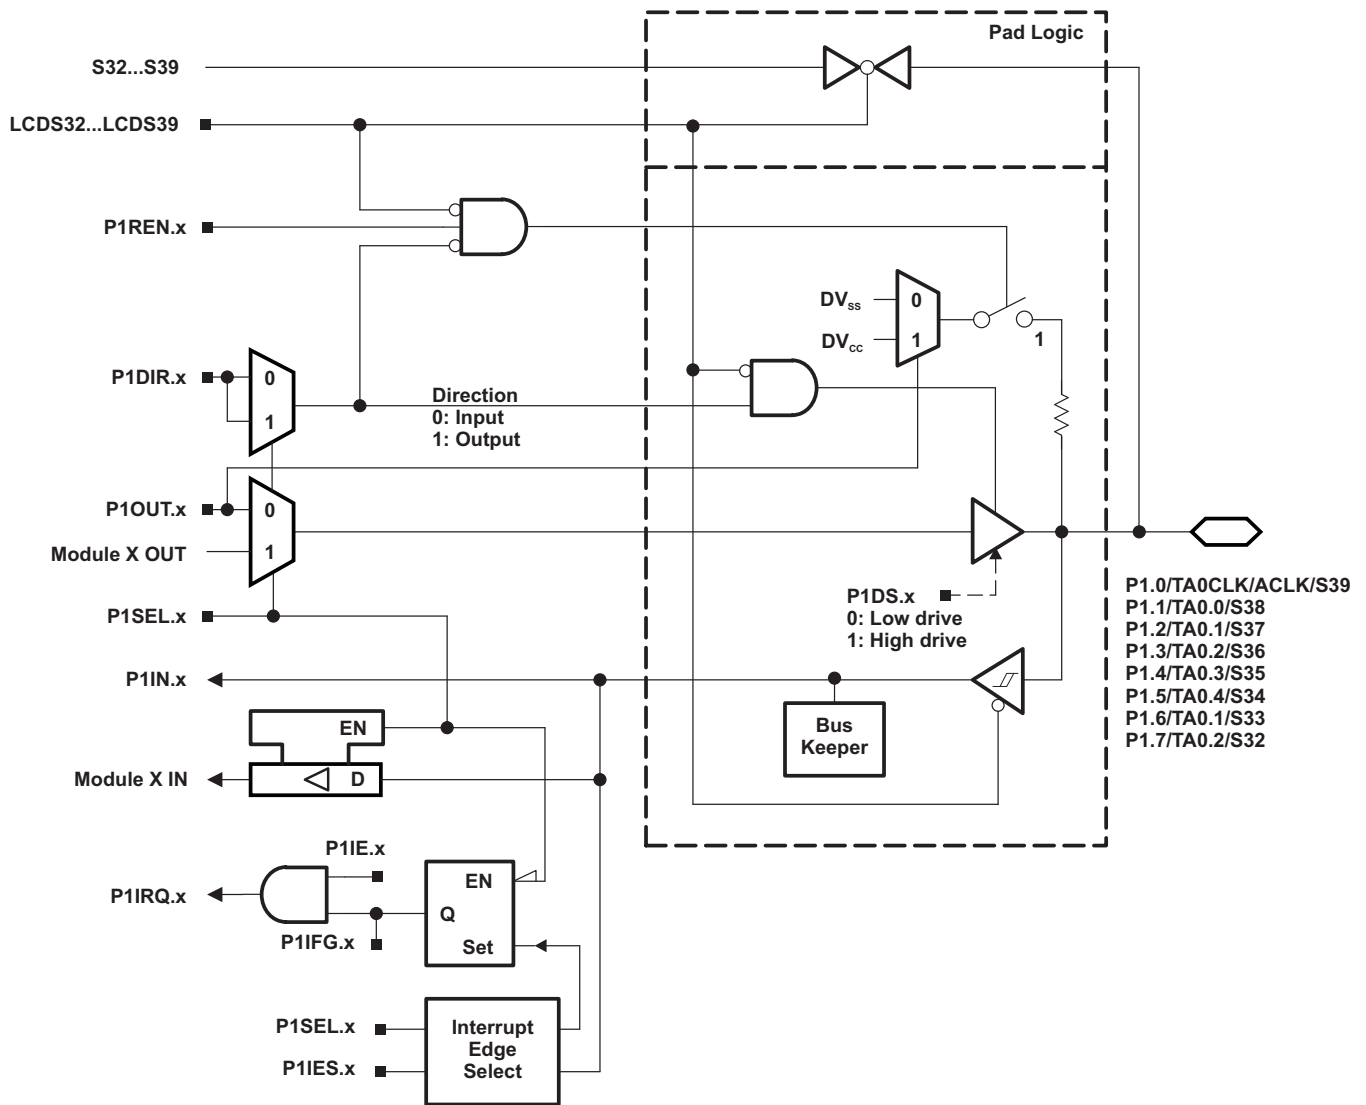 Pad Logic
S32...S39
LCDS32...LCDS39
P1REN.x
DVss
0
DVcc
1
1
P1DIR.x
0
1
Direction
0: Input
1: Output
P1OUT.x
0
Module X OUT
1
P1DS.x
0: Low drive
1: High drive
P1SEL.x
P1.0/TA0CLK/ACLK/S39
P1.1/TA0.0/S38
P1.2/TA0.1/S37
P1.3/TA0.2/S36
P1.4/TA0.3/S35
P1.5/TA0.4/S34
P1.6/TA0.1/S33
P1.7/TA0.2/S32
P1IN.x
Bus
Keeper
EN
Module X IN
D
P1IE.x
P1IRQ.x
EN
Q
P1IFG.x
Set
P1SEL.x
P1IES.x
Interrupt
Edge
Select